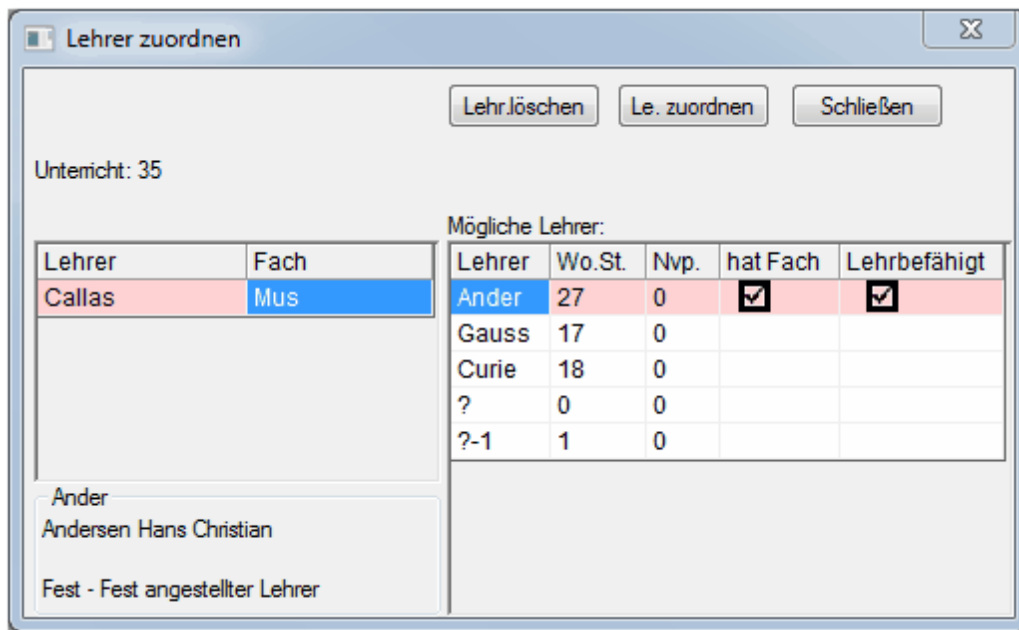 Lehrer zuordnen
Lehr.löschen Le. zuordnen Schließen
Unterricht: 35
Mögliche Lehrer:
Lehrer Fach
Callas Mus
Lehrer Wo.St. Nvp. hat Fach Lehrbefähigt
Ander 27 0
Gauss 17 0
Curie 18 0
? 0 0
?-1 1 0
Ander
Andersen Hans Christian
Fest - Fest angestellter Lehrer